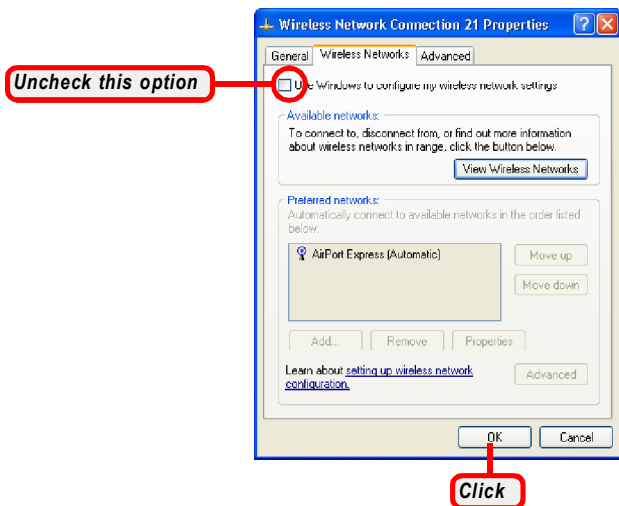 Wireless Network Connection 21 Properties
General Wireless Networks Advanced
Uncheck this option
Use Windows to configure my wireless network settings
Available networks:
To connect to, disconnect from, or find out more information
about wireless networks in range, click the button below.
View Wireless Networks
Preferred networks:
Automatically connect to available networks in the order listed
below:
AirPort Express (Automatic)
Move up
Move down
Add... Remove Properties
Learn about setting up wireless network
configuration.
Advanced
OK Cancel
Click